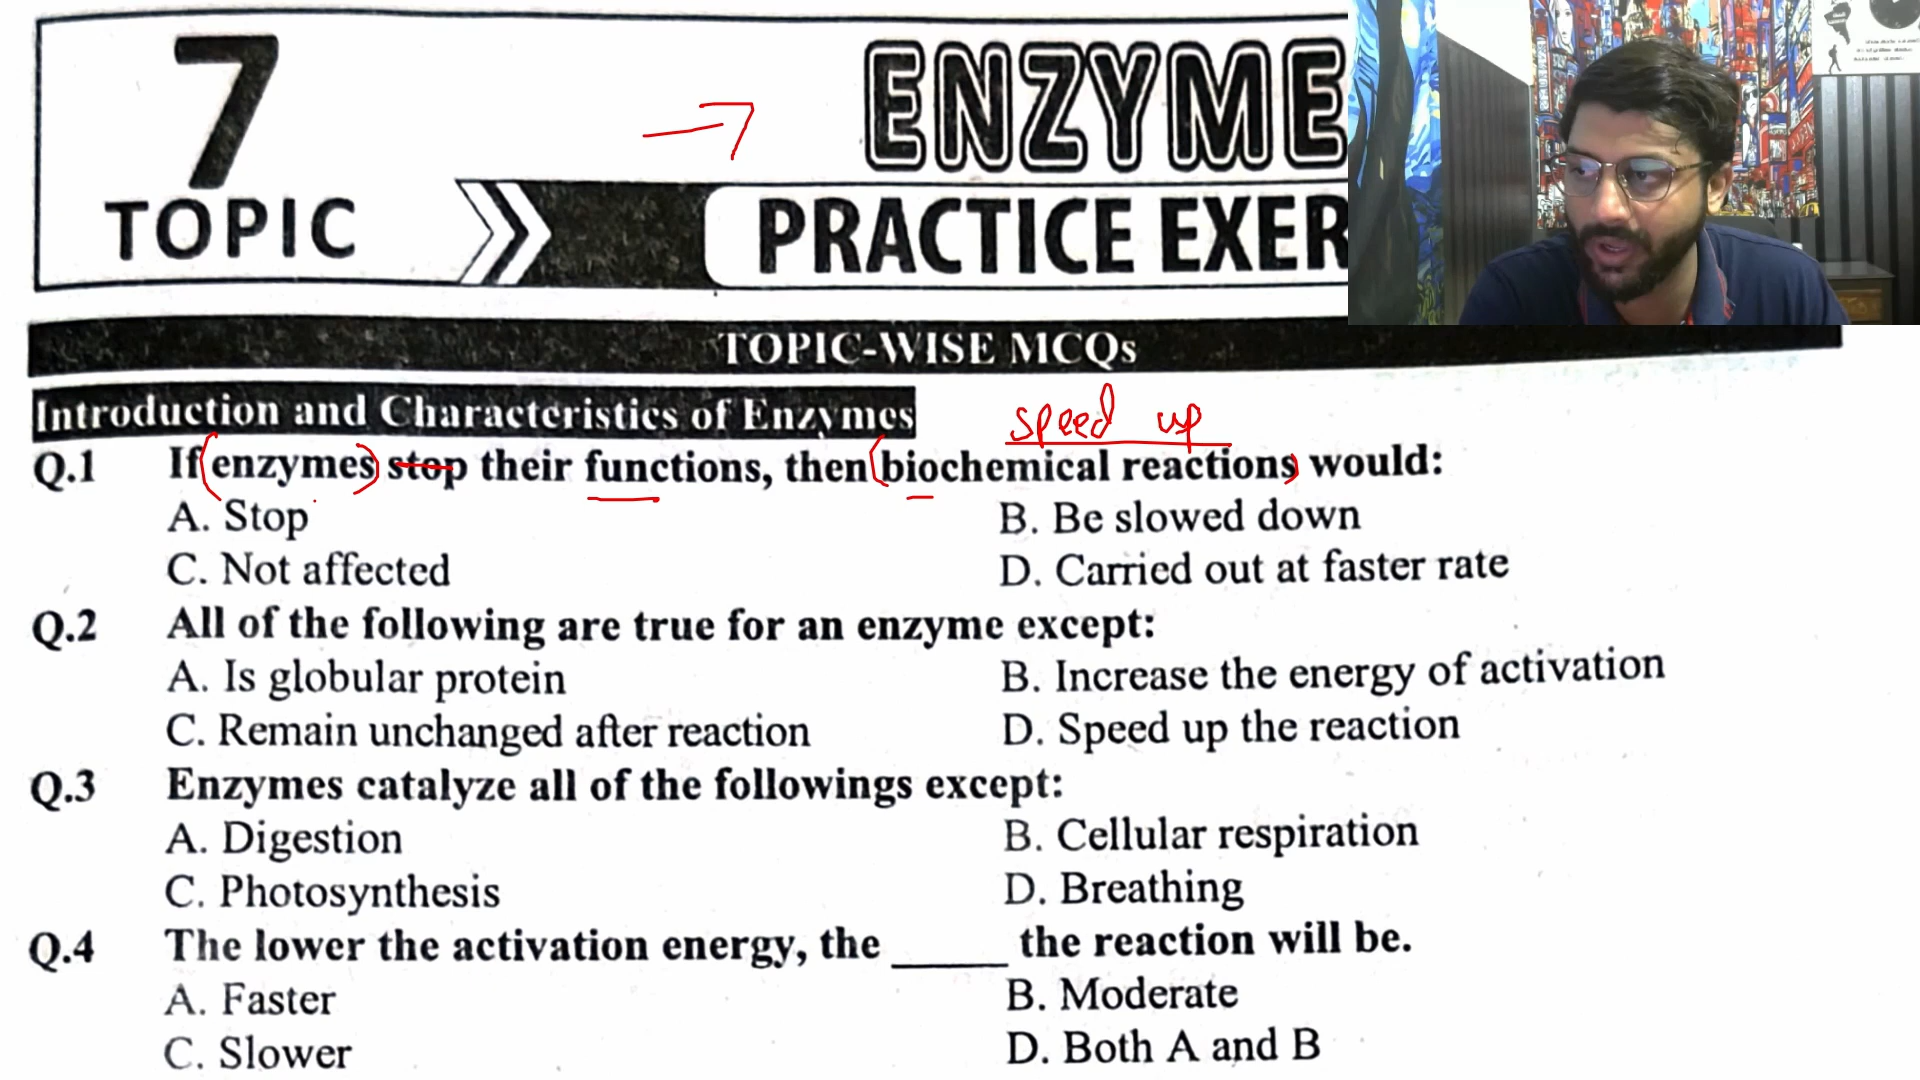 7
TOPIC
ENZYME
PRACTICE EXER
TOPIC-WISE MCQs
Introduction and Characteristics of Enzymes
speed up
Q.1 If enzymes stop their functions, then biochemical reactions would:
A. Stop B. Be slowed down
C. Not affected D. Carried out at faster rate
Q.2 All of the following are true for an enzyme except:
A. Is globular protein B. Increase the energy of activation
C. Remain unchanged after reaction D. Speed up the reaction
Q.3 Enzymes catalyze all of the followings except:
A. Digestion B. Cellular respiration
C. Photosynthesis D. Breathing
Q.4 The lower the activation energy, the _____ the reaction will be.
A. Faster B. Moderate
C. Slower D. Both A and B